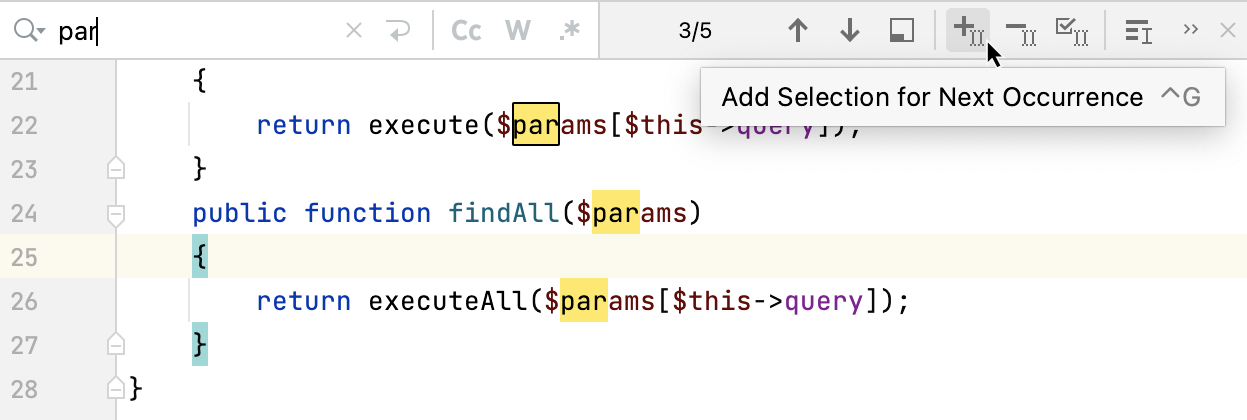 par Cc W .* 3/5
Add Selection for Next Occurrence ^G
21 {
22 return execute($params[$this->query]);
23 }
24 public function findAll($params)
25 {
26 return executeAll($params[$this->query]);
27 }
28 }